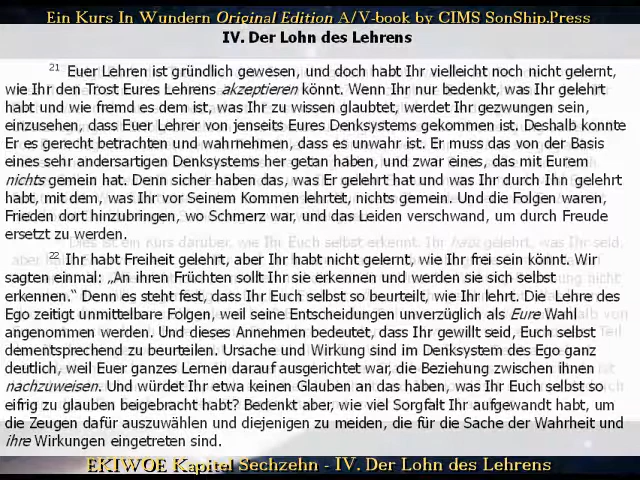 Ein Kurs In Wundern Original Edition A/V-book by CIMS SonShip.Press
IV. Der Lohn des Lehrens
21 Euer Lehren ist gründlich gewesen, und doch habt Ihr vielleicht noch nicht gelernt,
wie Ihr den Trost Eures Lehrens akzeptieren könnt. Wenn Ihr nur bedenkt, was Ihr gelehrt
habt und wie fremd es dem ist, was Ihr zu wissen glaubtet, werdet Ihr gezwungen sein,
einzusehen, dass Euer Lehrer von jenseits Eures Denksystems gekommen ist. Deshalb konnte
Er es gerecht betrachten und wahrnehmen, dass es unwahr ist. Er muss das von der Basis
eines sehr andersartigen Denksystems her getan haben, und zwar eines, das mit Eurem
nichts gemein hat. Denn sicher haben das, was Er gelehrt hat und was Ihr durch Ihn gelehrt
habt, mit dem, was Ihr vor Seinem Kommen lehrtet, nichts gemein. Und die Folgen waren,
Frieden dort hinzubringen, wo Schmerz war, und das Leiden verschwand, um durch Freude
ersetzt zu werden.
22 Ihr habt Freiheit gelehrt, aber Ihr habt nicht gelernt, wie Ihr frei sein könnt. Wir
sagten einmal: „An ihren Früchten sollt Ihr sie erkennen und werden sie sich selbst
erkennen.“ Denn es steht fest, dass Ihr Euch selbst so beurteilt, wie Ihr lehrt. Die Lehre des
Ego zeitigt unmittelbare Folgen, weil seine Entscheidungen unverzüglich als Eure Wahl
angenommen werden. Und dieses Annehmen bedeutet, dass Ihr gewillt seid, Euch selbst
dementsprechend zu beurteilen. Ursache und Wirkung sind im Denksystem des Ego ganz
deutlich, weil Euer ganzes Lernen darauf ausgerichtet war, die Beziehung zwischen ihnen
nachzuweisen. Und würdet Ihr etwa keinen Glauben an das haben, was Ihr Euch selbst so
eifrig zu glauben beigebracht habt? Bedenkt aber, wie viel Sorgfalt Ihr aufgewandt habt, um
die Zeugen dafür auszuwählen und diejenigen zu meiden, die für die Sache der Wahrheit und
ihre Wirkungen eingetreten sind.
EKIWOE Kapitel Sechzehn - IV. Der Lohn des Lehrens